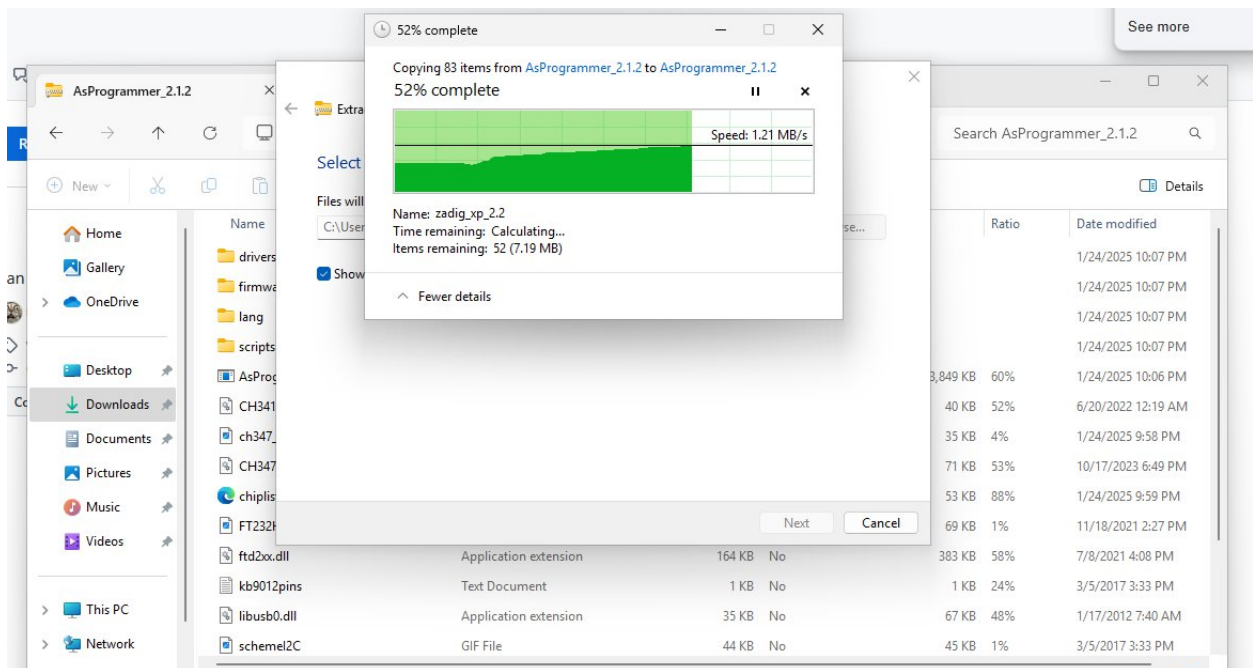 See more
52% complete
Copying 83 items from AsProgrammer_2.1.2 to AsProgrammer_2.1.2
52% complete
Speed: 1.21 MB/s
Name: zadig_xp_2.2
Time remaining: Calculating...
Items remaining: 52 (7.19 MB)
Fewer details
AsProgrammer_2.1.2
Extra
Search AsProgrammer_2.1.2
Select
New
Details
Files will
C:\User
se...
Show
Name Ratio Date modified
Home
Gallery
OneDrive
Desktop
Downloads
Documents
Pictures
Music
Videos
This PC
Network
drivers 1/24/2025 10:07 PM
firmwa 1/24/2025 10:07 PM
lang 1/24/2025 10:07 PM
scripts 1/24/2025 10:07 PM
AsProg 3,849 KB 60% 1/24/2025 10:06 PM
CH341 40 KB 52% 6/20/2022 12:19 AM
ch347_ 35 KB 4% 1/24/2025 9:58 PM
CH347 71 KB 53% 10/17/2023 6:49 PM
chiplis 53 KB 88% 1/24/2025 9:59 PM
Next Cancel
FT232H 69 KB 1% 11/18/2021 2:27 PM
ftd2xx.dll Application extension 164 KB No 383 KB 58% 7/8/2021 4:08 PM
kb9012pins Text Document 1 KB No 1 KB 24% 3/5/2017 3:33 PM
libusb0.dll Application extension 35 KB No 67 KB 48% 1/17/2012 7:40 AM
schemeI2C GIF File 44 KB No 45 KB 1% 3/5/2017 3:33 PM